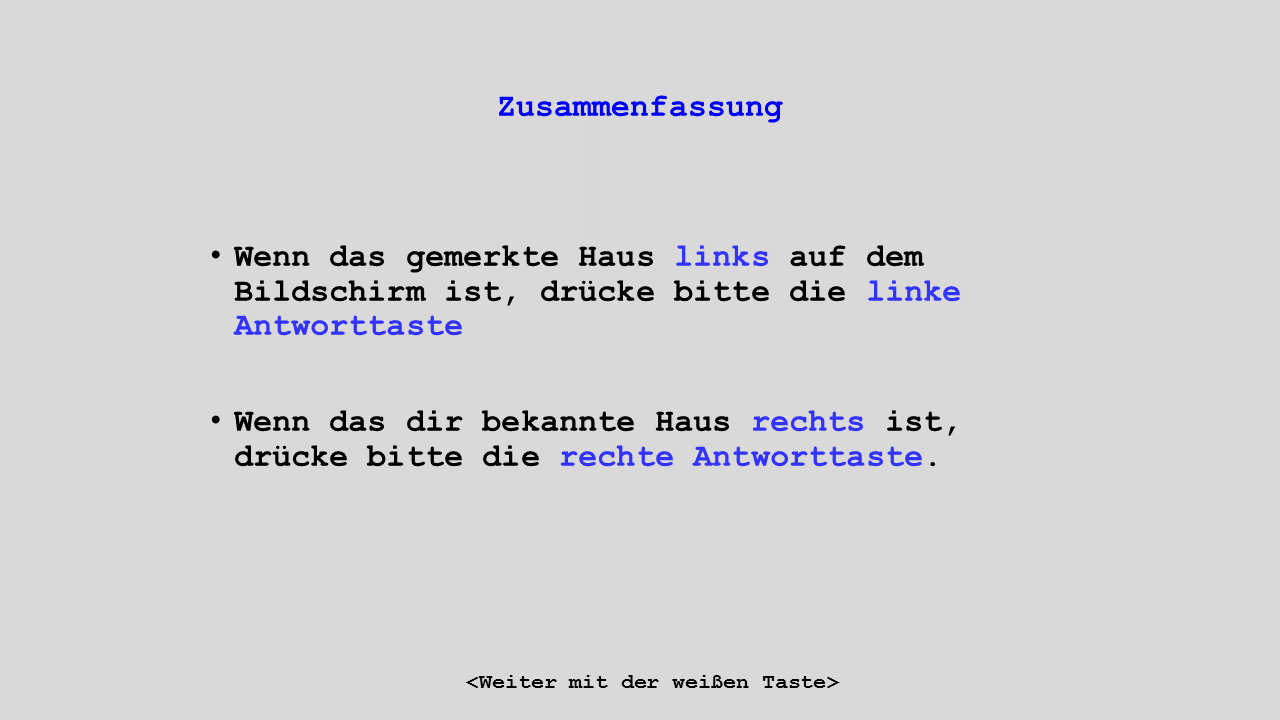 Zusammenfassung
• Wenn das gemerkte Haus links auf dem
Bildschirm ist, drücke bitte die linke
Antworttaste
• Wenn das dir bekannte Haus rechts ist,
drücke bitte die rechte Antworttaste.
<Weiter mit der weißen Taste>